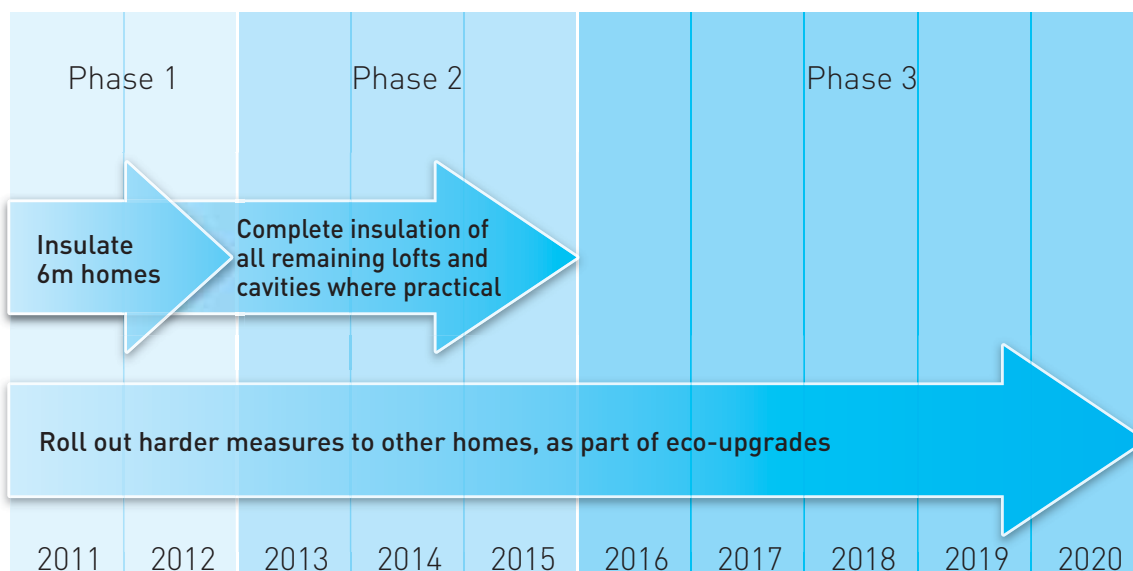 Phase 1
Phase 2
Phase 3
Insulate
6m homes
Complete insulation of
all remaining lofts and
cavities where practical
Roll out harder measures to other homes, as part of eco-upgrades
2011 2012 2013 2014 2015 2016 2017 2018 2019 2020